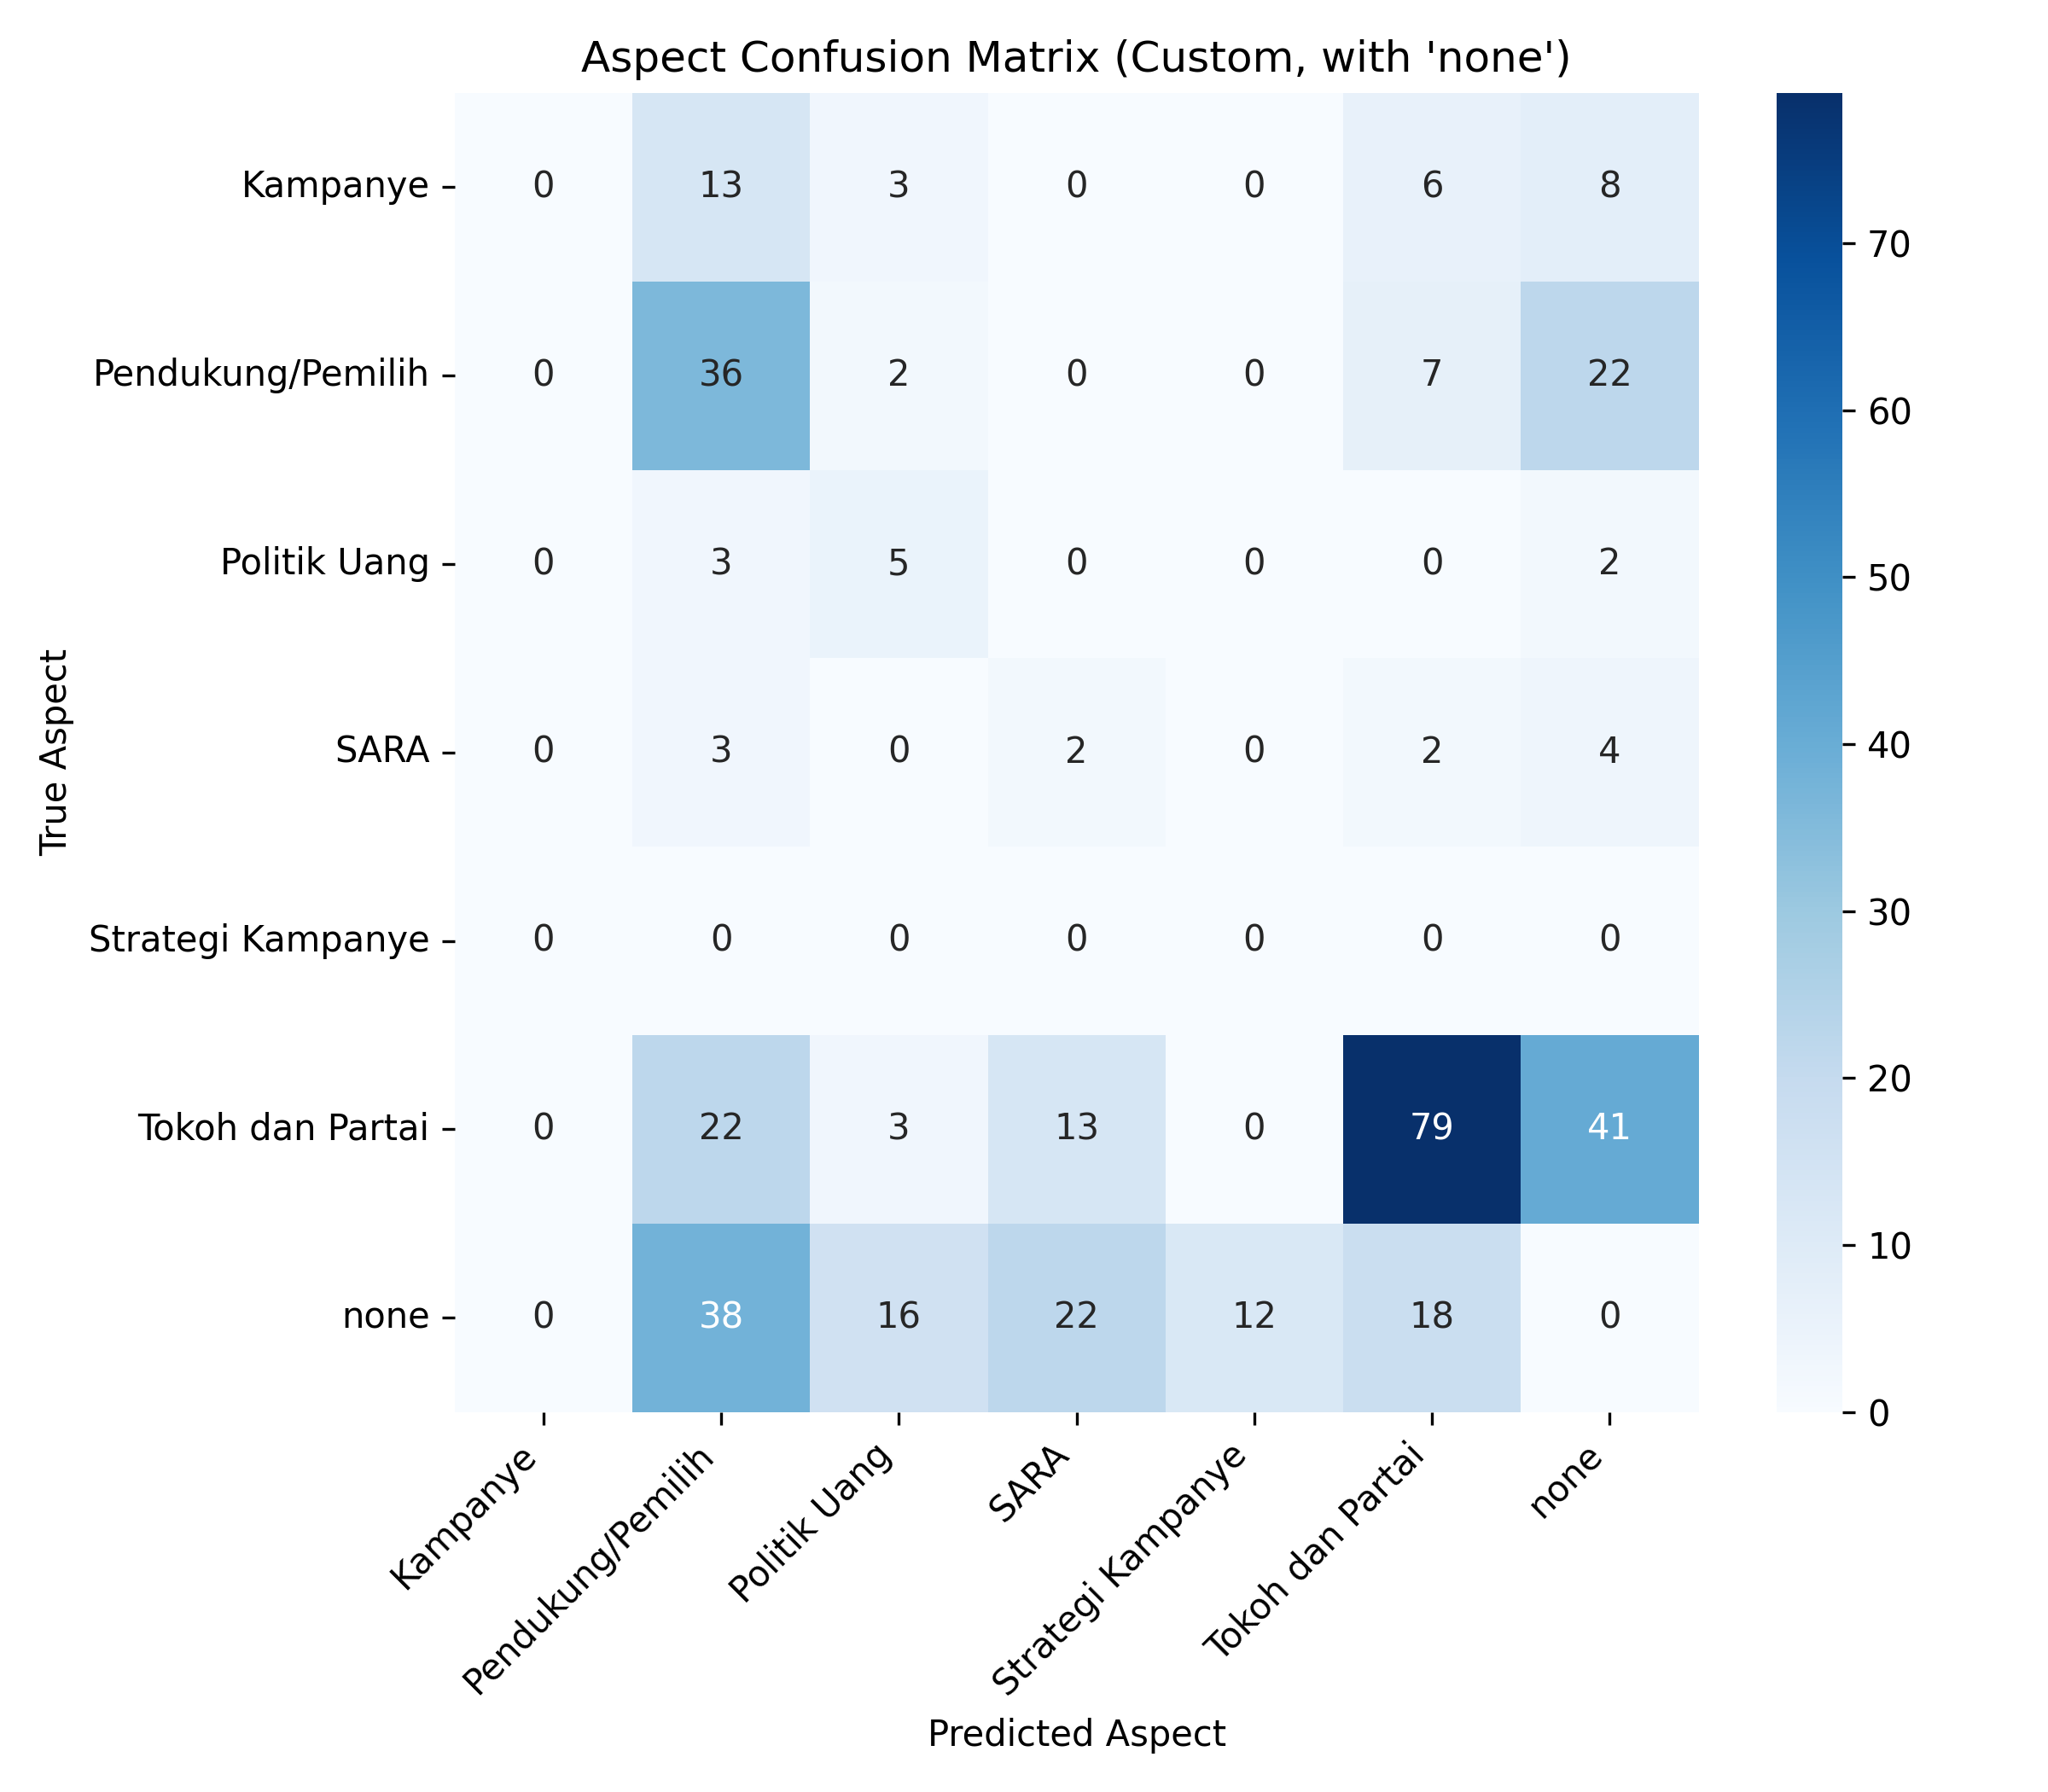 Aspect Confusion Matrix (Custom, with 'none')
True Aspect
Kampanye 0 13 3 0 0 6 8
Pendukung/Pemilih 0 36 2 0 0 7 22
Politik Uang 0 3 5 0 0 0 2
SARA 0 3 0 2 0 2 4
Strategi Kampanye 0 0 0 0 0 0 0
Tokoh dan Partai 0 22 3 13 0 79 41
none 0 38 16 22 12 18 0
Kampanye
Pendukung/Pemilih
Politik Uang
SARA
Strategi Kampanye
Tokoh dan Partai
none
Predicted Aspect
70
60
50
40
30
20
10
0